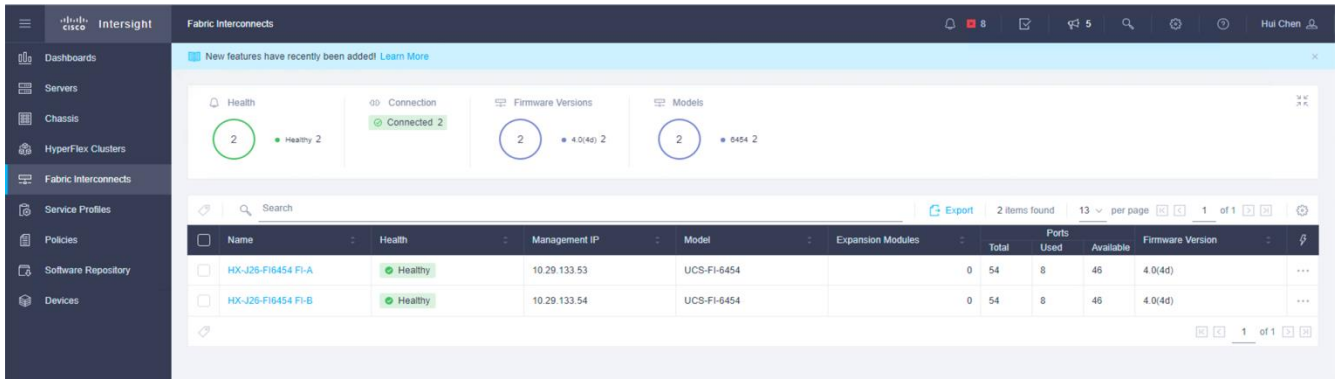 cisco Intersight
Fabric Interconnects
8
5
Hui Chen
Dashboards
Servers
Chassis
HyperFlex Clusters
Fabric Interconnects
Service Profiles
Policies
Software Repository
Devices
New features have recently been added! Learn More
Health
2
Healthy 2
Connection
Connected 2
Firmware Versions
2
4.0(4d) 2
Models
2
6454 2
Search
Export
2 items found
13 per page
1 of 1
Name Health Management IP Model Expansion Modules Ports Firmware Version
Total Used Available
HX-J26-FI6454 FI-A Healthy 10.29.133.53 UCS-FI-6454 0 54 8 46 4.0(4d)
HX-J26-FI6454 FI-B Healthy 10.29.133.54 UCS-FI-6454 0 54 8 46 4.0(4d)
1 of 1